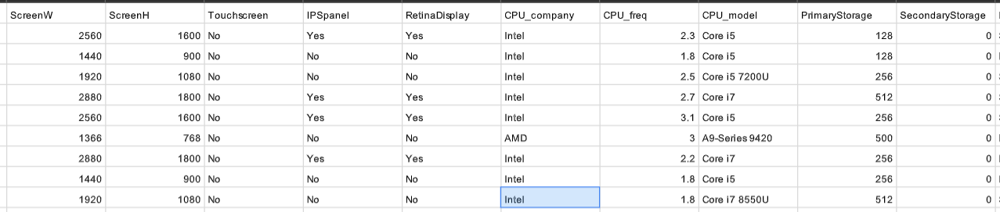 ScreenW ScreenH Touchscreen IPSpanel RetinaDisplay CPU_company CPU_freq CPU_model PrimaryStorage SecondaryStorage
2560 1600 No Yes Yes Intel 2.3 Core i5 128 0
1440 900 No No No Intel 1.8 Core i5 128 0
1920 1080 No No No Intel 2.5 Core i5 7200U 256 0
2880 1800 No Yes Yes Intel 2.7 Core i7 512 0
2560 1600 No Yes Yes Intel 3.1 Core i5 256 0
1366 768 No No No AMD 3 A9-Series 9420 500 0
2880 1800 No Yes Yes Intel 2.2 Core i7 256 0
1440 900 No No No Intel 1.8 Core i5 256 0
1920 1080 No No No Intel 1.8 Core i7 8550U 512 0